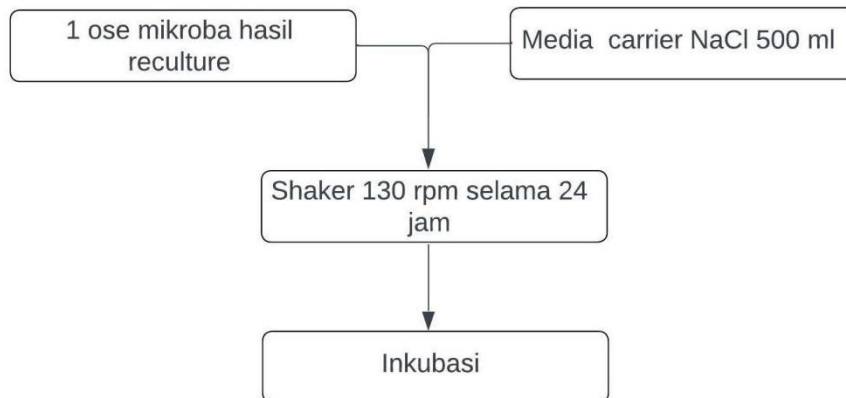 1 ose mikroba hasil
reculture
Media carrier NaCl 500 ml
Shaker 130 rpm selama 24
jam
Inkubasi